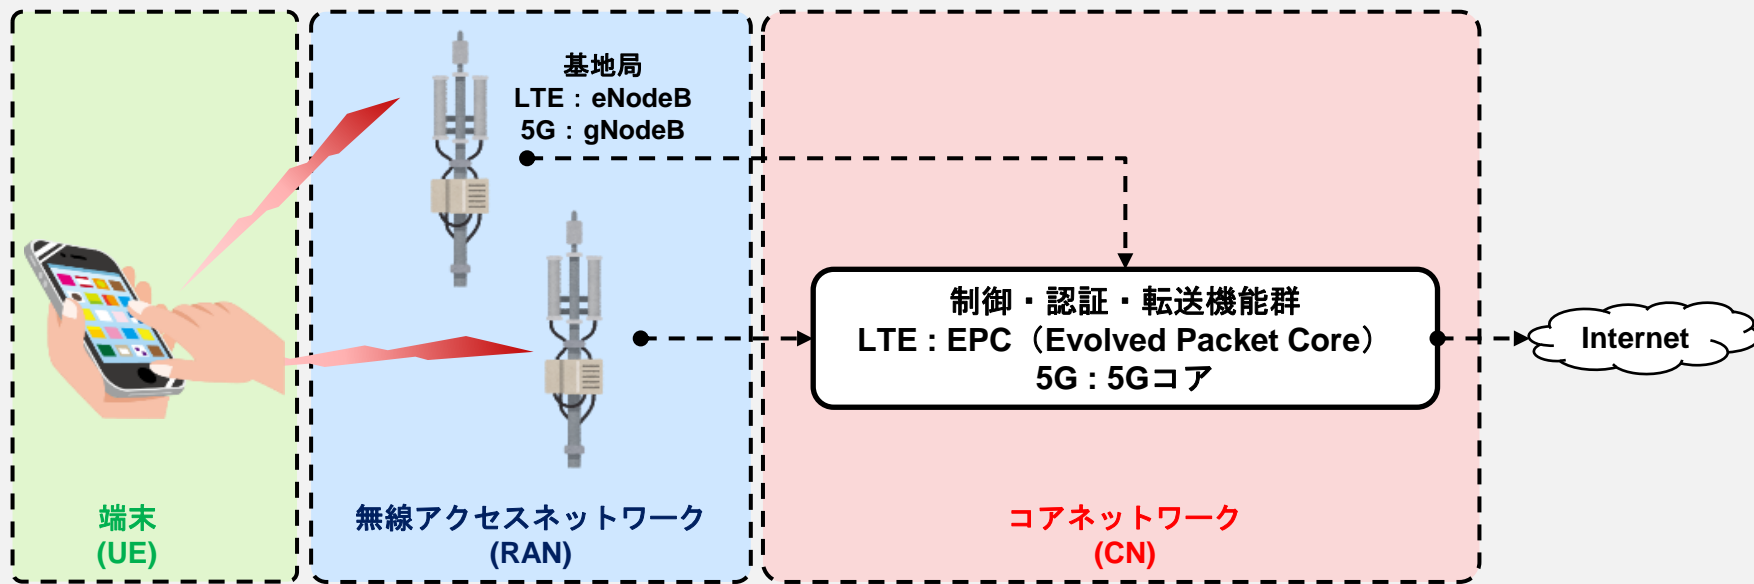 基地局
LTE：eNodeB
5G：gNodeB
制御・認証・転送機能群
LTE : EPC（Evolved Packet Core）
5G : 5Gコア
Internet
端末
(UE)
無線アクセスネットワーク
(RAN)
コアネットワーク
(CN)